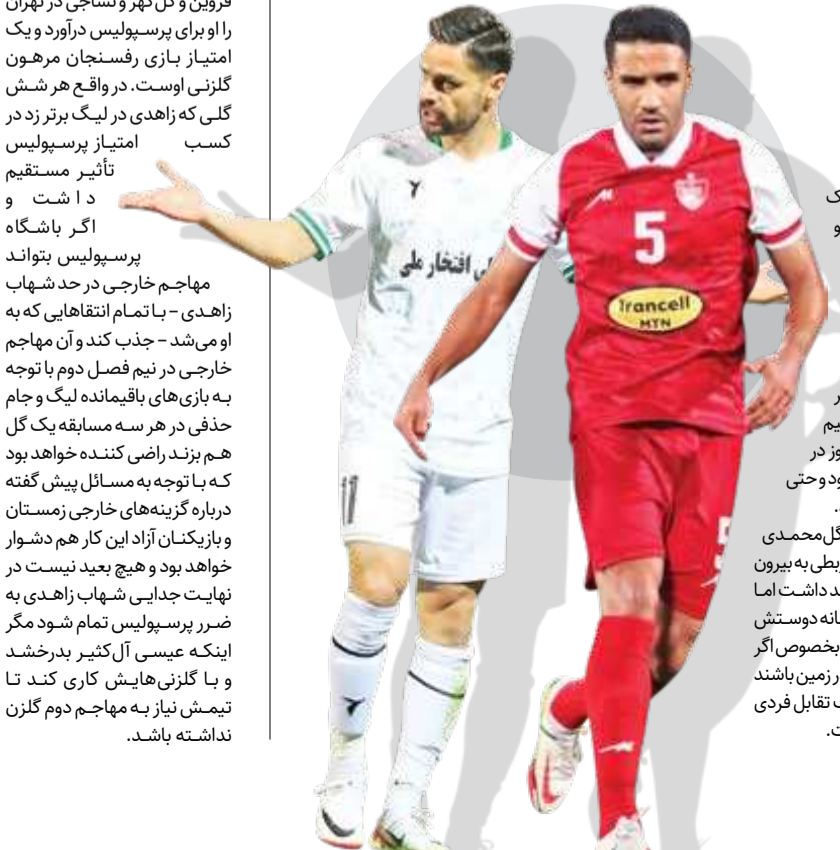 قزوین و گل‌گهر و نساجی در تهران
را او برای پرسپولیس درآورد و یک
امتیاز بازی رفسنجان مرهون
گلزنی اوست. در واقع هر شش
گلی که زاهدی در لیگ برتر زد در
کسب امتیاز پرسپولیس
تأثیر مستقیم
داشت و
اگر باشگاه
پرسپولیس بتواند
مهاجم خارجی در حد شهاب
زاهدی – با تمام انتقاهایی که به
او می‌شد – جذب کند و آن مهاجم
خارجی در نیم فصل دوم با توجه
به بازی‌های باقیمانده لیگ و جام
حذفی در هر سه مسابقه یک گل
هم بزند راضی کننده خواهد بود
که با توجه به مسائل پیش گفته
درباره گزینه‌های خارجی زمستان
و بازیکنان آزاد این کار هم دشوار
خواهد بود و هیچ بعید نیست در
نهایت جدایی شهاب زاهدی به
ضرر پرسپولیس تمام شود مگر
اینکه عیسی آل‌کثیر بدرخشد
و با گلزنی‌هایش کاری کند تا
تیمش نیاز به مهاجم دوم گلزن
نداشته باشد.
افتخار ملی
11
5
Irancell
MTN
5
و
وز در
ود و حتی
گل‌محمدی
ربطی به بیرون
داشت اما
دوستش
بخصوص اگر
زمین باشند
تقابل فردی